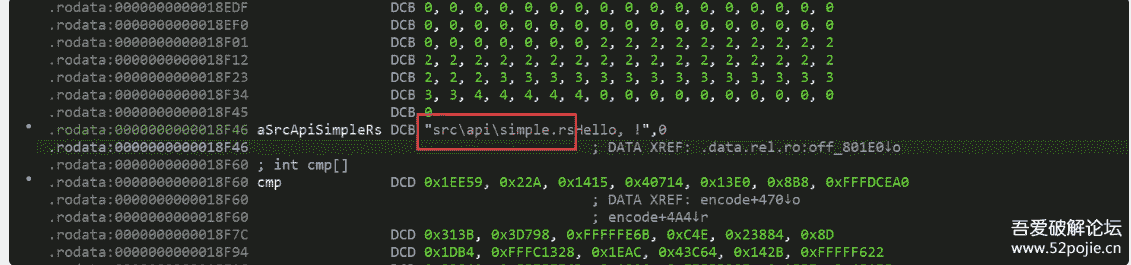 .rodata:0000000000018EDF DCB 0, 0, 0, 0, 0, 0, 0, 0, 0, 0, 0, 0, 0, 0, 0, 0, 0
.rodata:0000000000018EF0 DCB 0, 0, 0, 0, 0, 0, 0, 0, 0, 0, 0, 0, 0, 0, 0, 0, 0
.rodata:0000000000018F01 DCB 0, 0, 0, 0, 0, 0, 0, 2, 2, 2, 2, 2, 2, 2, 2, 2, 2
.rodata:0000000000018F12 DCB 2, 2, 2, 2, 2, 2, 2, 2, 2, 2, 2, 2, 2, 2, 2, 2, 2
.rodata:0000000000018F23 DCB 2, 2, 2, 3, 3, 3, 3, 3, 3, 3, 3, 3, 3, 3, 3, 3, 3
.rodata:0000000000018F34 DCB 3, 3, 4, 4, 4, 4, 4, 0, 0, 0, 0, 0, 0, 0, 0, 0, 0
.rodata:0000000000018F45 DCB 0
.rodata:0000000000018F46 aSrcApiSimpleRs DCB "src\api\simple.rsHello, !",0
.rodata:0000000000018F46 ; DATA XREF: .data.rel.ro:off_801E0↓o
.rodata:0000000000018F60 ; int cmp[]
.rodata:0000000000018F60 cmp DCD 0x1EE59, 0x22A, 0x1415, 0x40714, 0x13E0, 0x8B8, 0xFFFDCEA0
.rodata:0000000000018F60 ; DATA XREF: encode+470↓o
.rodata:0000000000018F60 ; encode+4A4↓r
.rodata:0000000000018F7C DCD 0x313B, 0x3D798, 0xFFFFFE6B, 0xC4E, 0x23884, 0x8D
.rodata:0000000000018F94 DCD 0x1DB4, 0xFFFC1328, 0x1EAC, 0x43C64, 0x142B, 0xFFFFF622
吾爱破解论坛
www.52pojie.cn